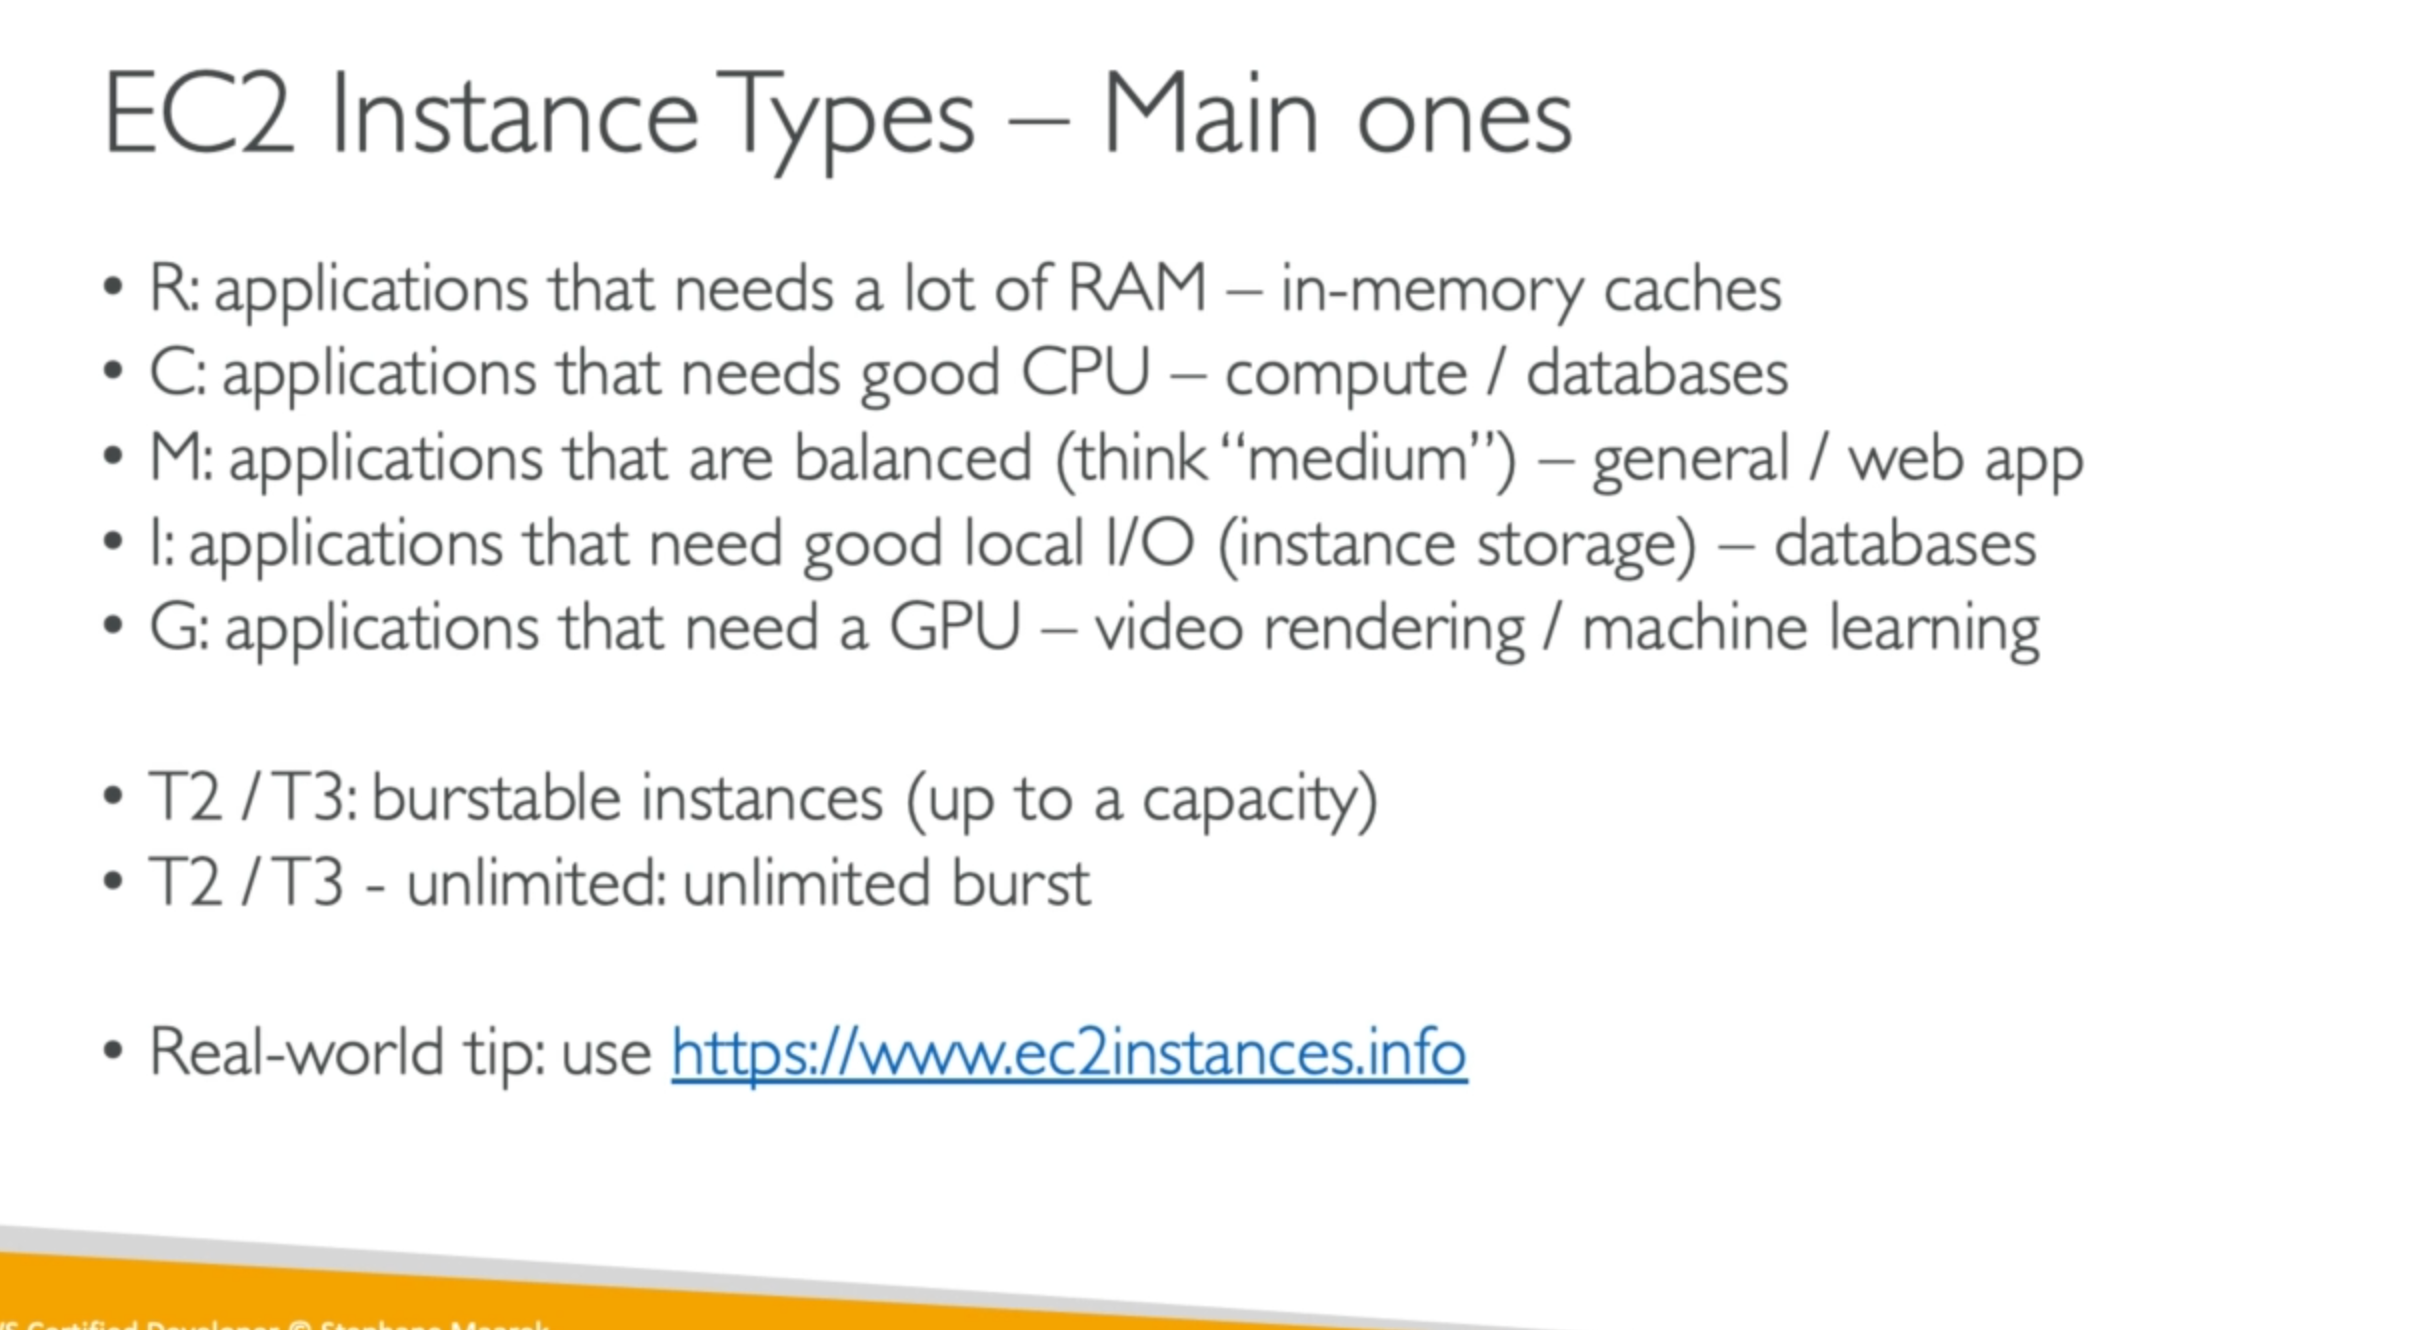 EC2 Instance Types – Main ones
• R: applications that needs a lot of RAM – in-memory caches
• C: applications that needs good CPU – compute / databases
• M: applications that are balanced (think “medium”) – general / web app
• I: applications that need good local I/O (instance storage) – databases
• G: applications that need a GPU – video rendering / machine learning
• T2 / T3: burstable instances (up to a capacity)
• T2 / T3 - unlimited: unlimited burst
• Real-world tip: use https://www.ec2instances.info
Certified Developer © Stephane Maarek